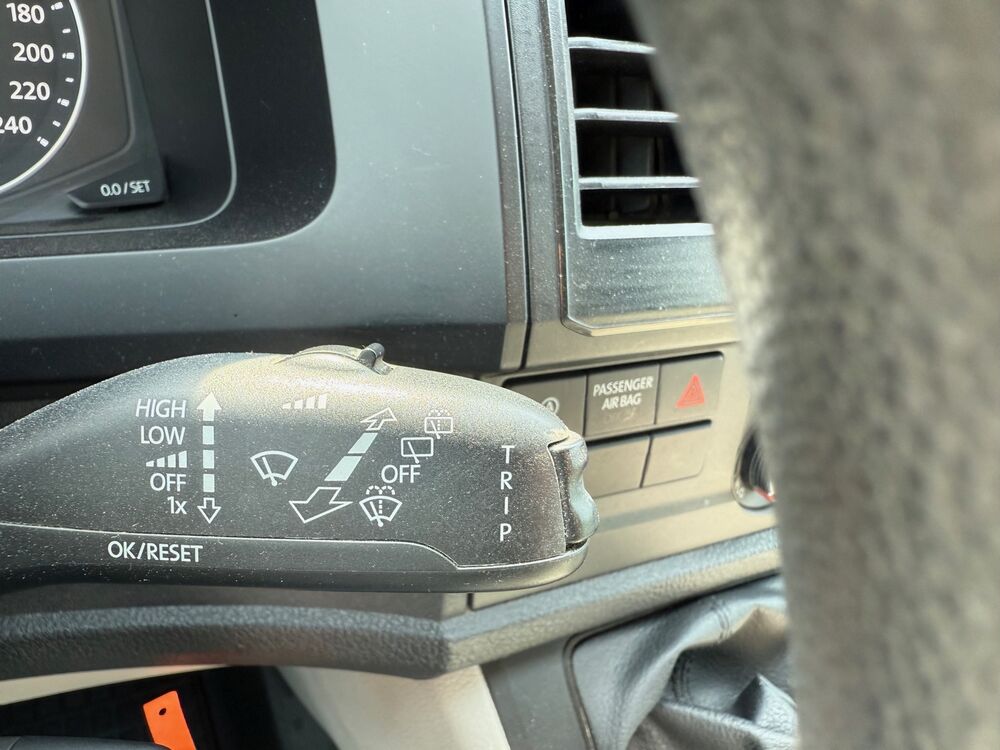 180
200
220
240
0.0/SET
PASSENGER
AIR BAG
HIGH
LOW
OFF
1x
OFF
TRIP
OK/RESET